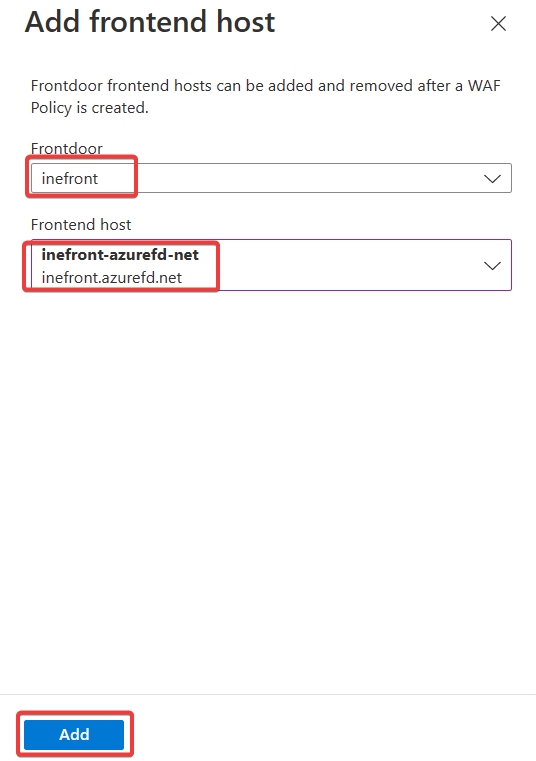 Add frontend host
Frontdoor frontend hosts can be added and removed after a WAF
Policy is created.
Frontdoor
inefront
Frontend host
inefront-azurefd-net
inefront.azurefd.net
Add